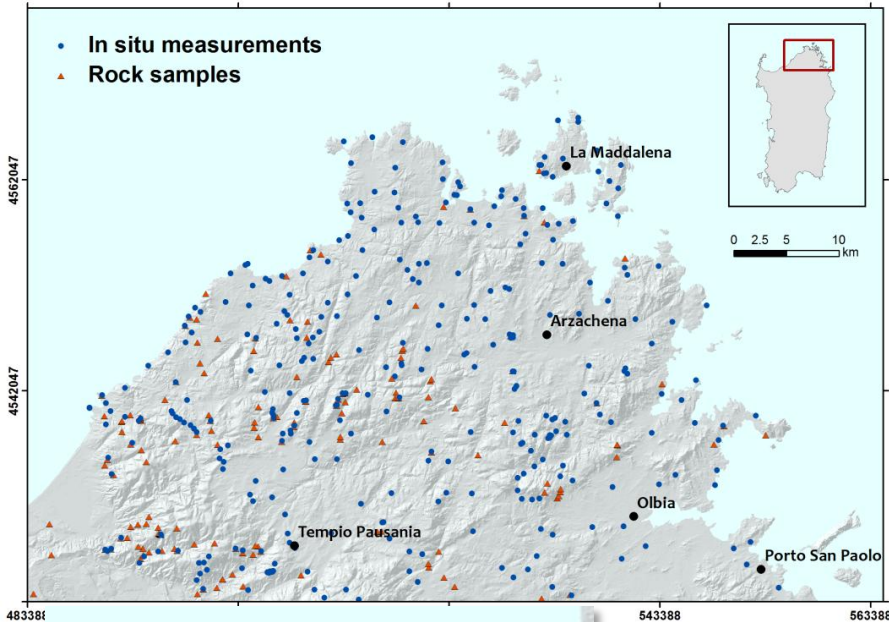 In situ measurements
Rock samples
La Maddalena
4562047
0 2.5 5 10
km
Arzachena
4542047
Olbia
Tempio Pausania
Porto San Paolo
483388 543388 563388